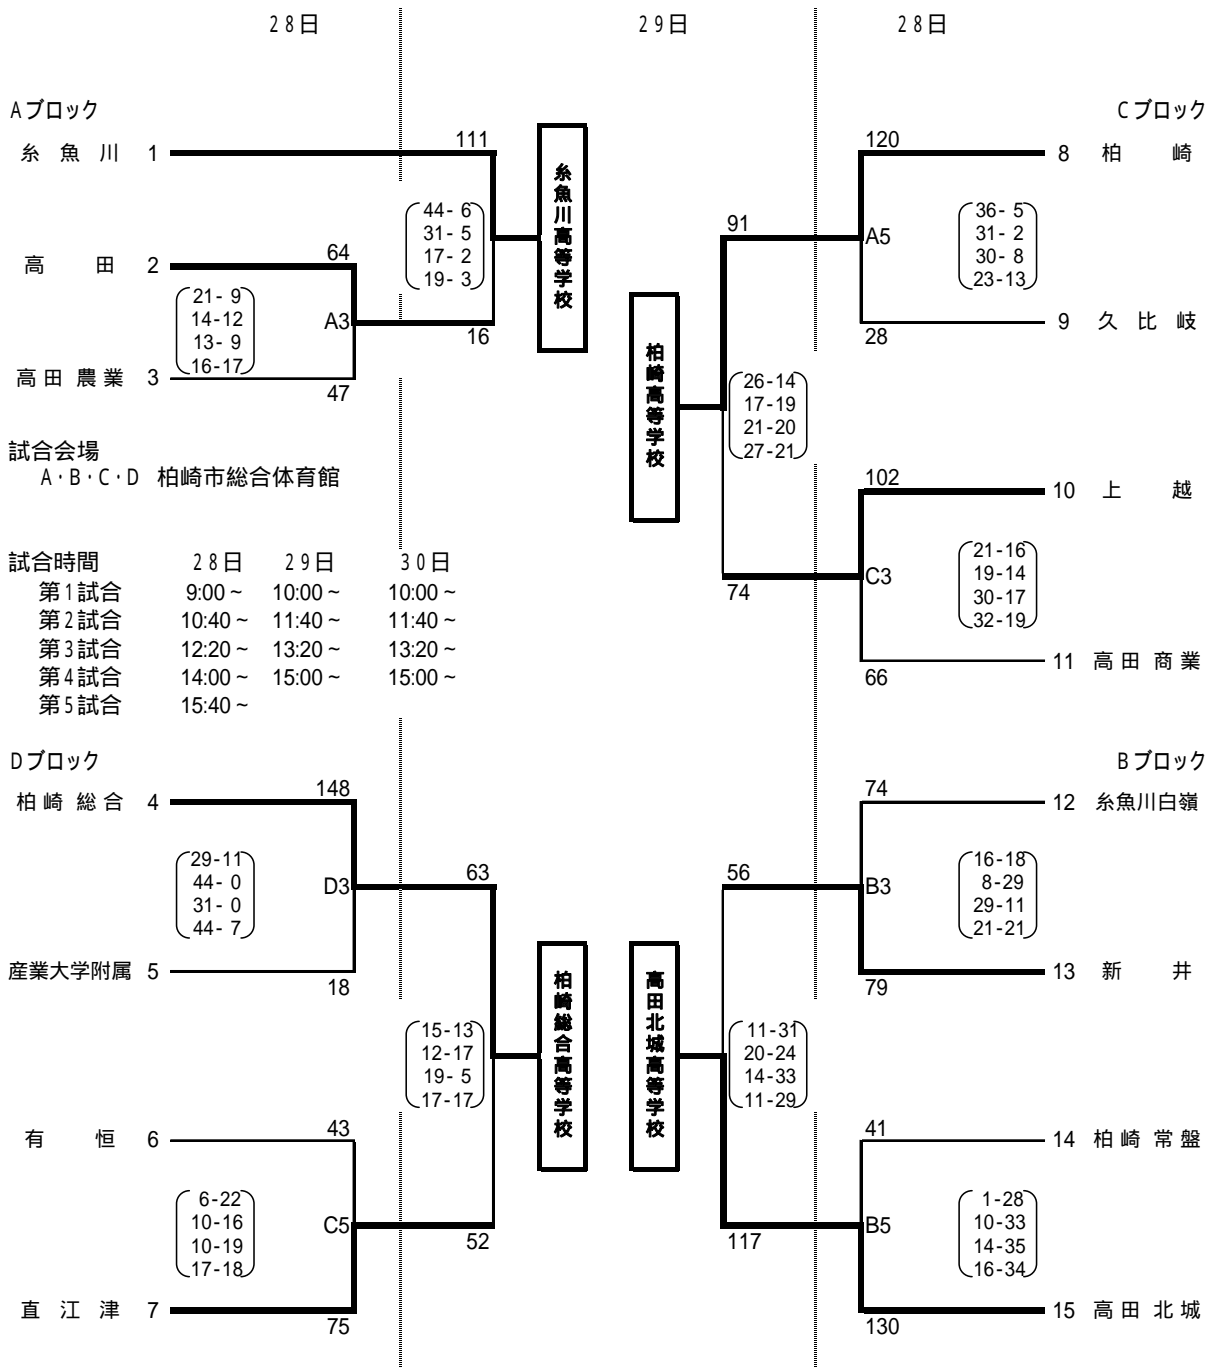 28日 29日 28日
Aブロック
糸魚川 1
111
44- 6
31- 5
17- 2
19- 3
高田 2
64
21- 9
14-12
13- 9
16-17
A3
16
高田農業 3
47
糸魚川高等学校
試合会場
A・B・C・D 柏崎市総合体育館
試合時間 28日 29日 30日
第1試合 9:00~ 10:00~ 10:00~
第2試合 10:40~ 11:40~ 11:40~
第3試合 12:20~ 13:20~ 13:20~
第4試合 14:00~ 15:00~ 15:00~
第5試合 15:40~
Dブロック
柏崎総合 4
148
29-11
44- 0
31- 0
44- 7
D3
63
産業大学附属 5
18
15-13
12-17
19- 5
17-17
柏崎総合高等学校
有恒 6
43
6-22
10-16
10-19
17-18
C5
52
直江津 7
75
Cブロック
120
8 柏崎
91
A5
36- 5
31- 2
30- 8
23-13
28
9 久比岐
柏崎高等学校
26-14
17-19
21-20
27-21
102
10 上越
74
C3
21-16
19-14
30-17
32-19
66
11 高田商業
Bブロック
74
12 糸魚川白嶺
56
B3
16-18
8-29
29-11
21-21
79
13 新井
高田北城高等学校
11-31
20-24
14-33
11-29
41
14 柏崎常盤
117
B5
1-28
10-33
14-35
16-34
130
15 高田北城